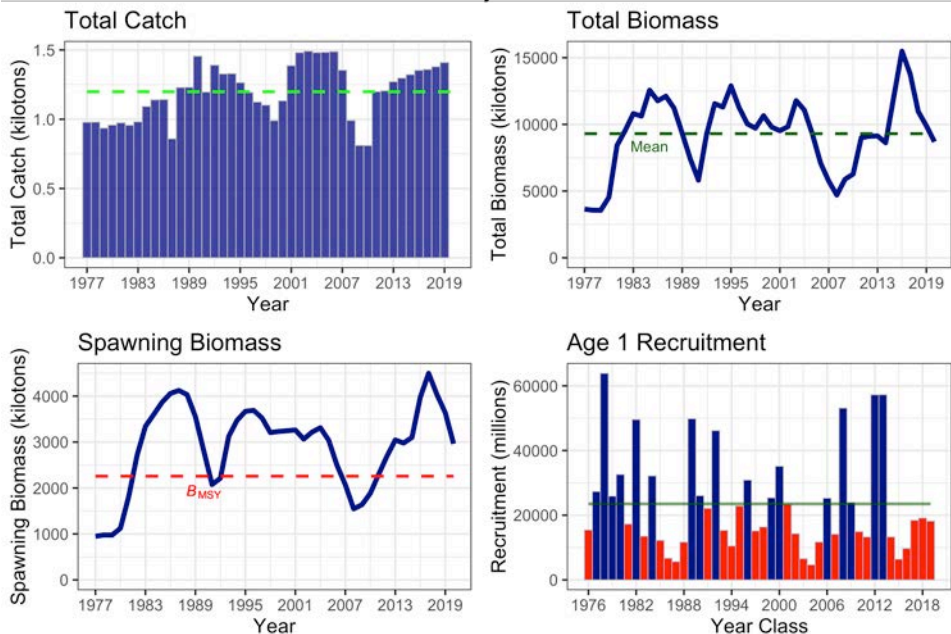 Total Catch
Total Catch (kilotons)
1.5
1.0
0.5
0.0
1977 1983 1989 1995 2001 2007 2013 2019
Year
Total Biomass
Total Biomass (kilotons)
15000
10000
5000
0
Mean
1977 1983 1989 1995 2001 2007 2013 2019
Year
Spawning Biomass
Spawning Biomass (kilotons)
4000
3000
2000
1000
0
BMSY
1977 1983 1989 1995 2001 2007 2013 2019
Year
Age 1 Recruitment
Recruitment (millions)
60000
40000
20000
0
1976 1982 1988 1994 2000 2006 2012 2018
Year Class